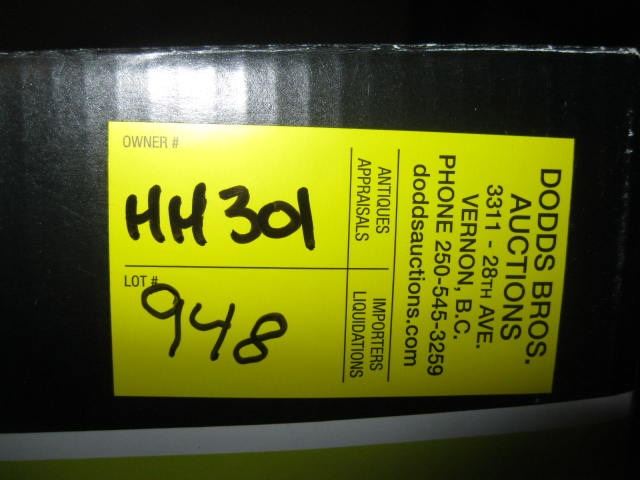 DODDS BROS.
AUCTIONS
3311 - 28TH AVE.
VERNON, B.C.
PHONE 250-545-3259
doddsauctions.com
ANTIQUES
APPRAISALS
IMPORTERS
LIQUIDATIONS
OWNER #
HH301
LOT #
948